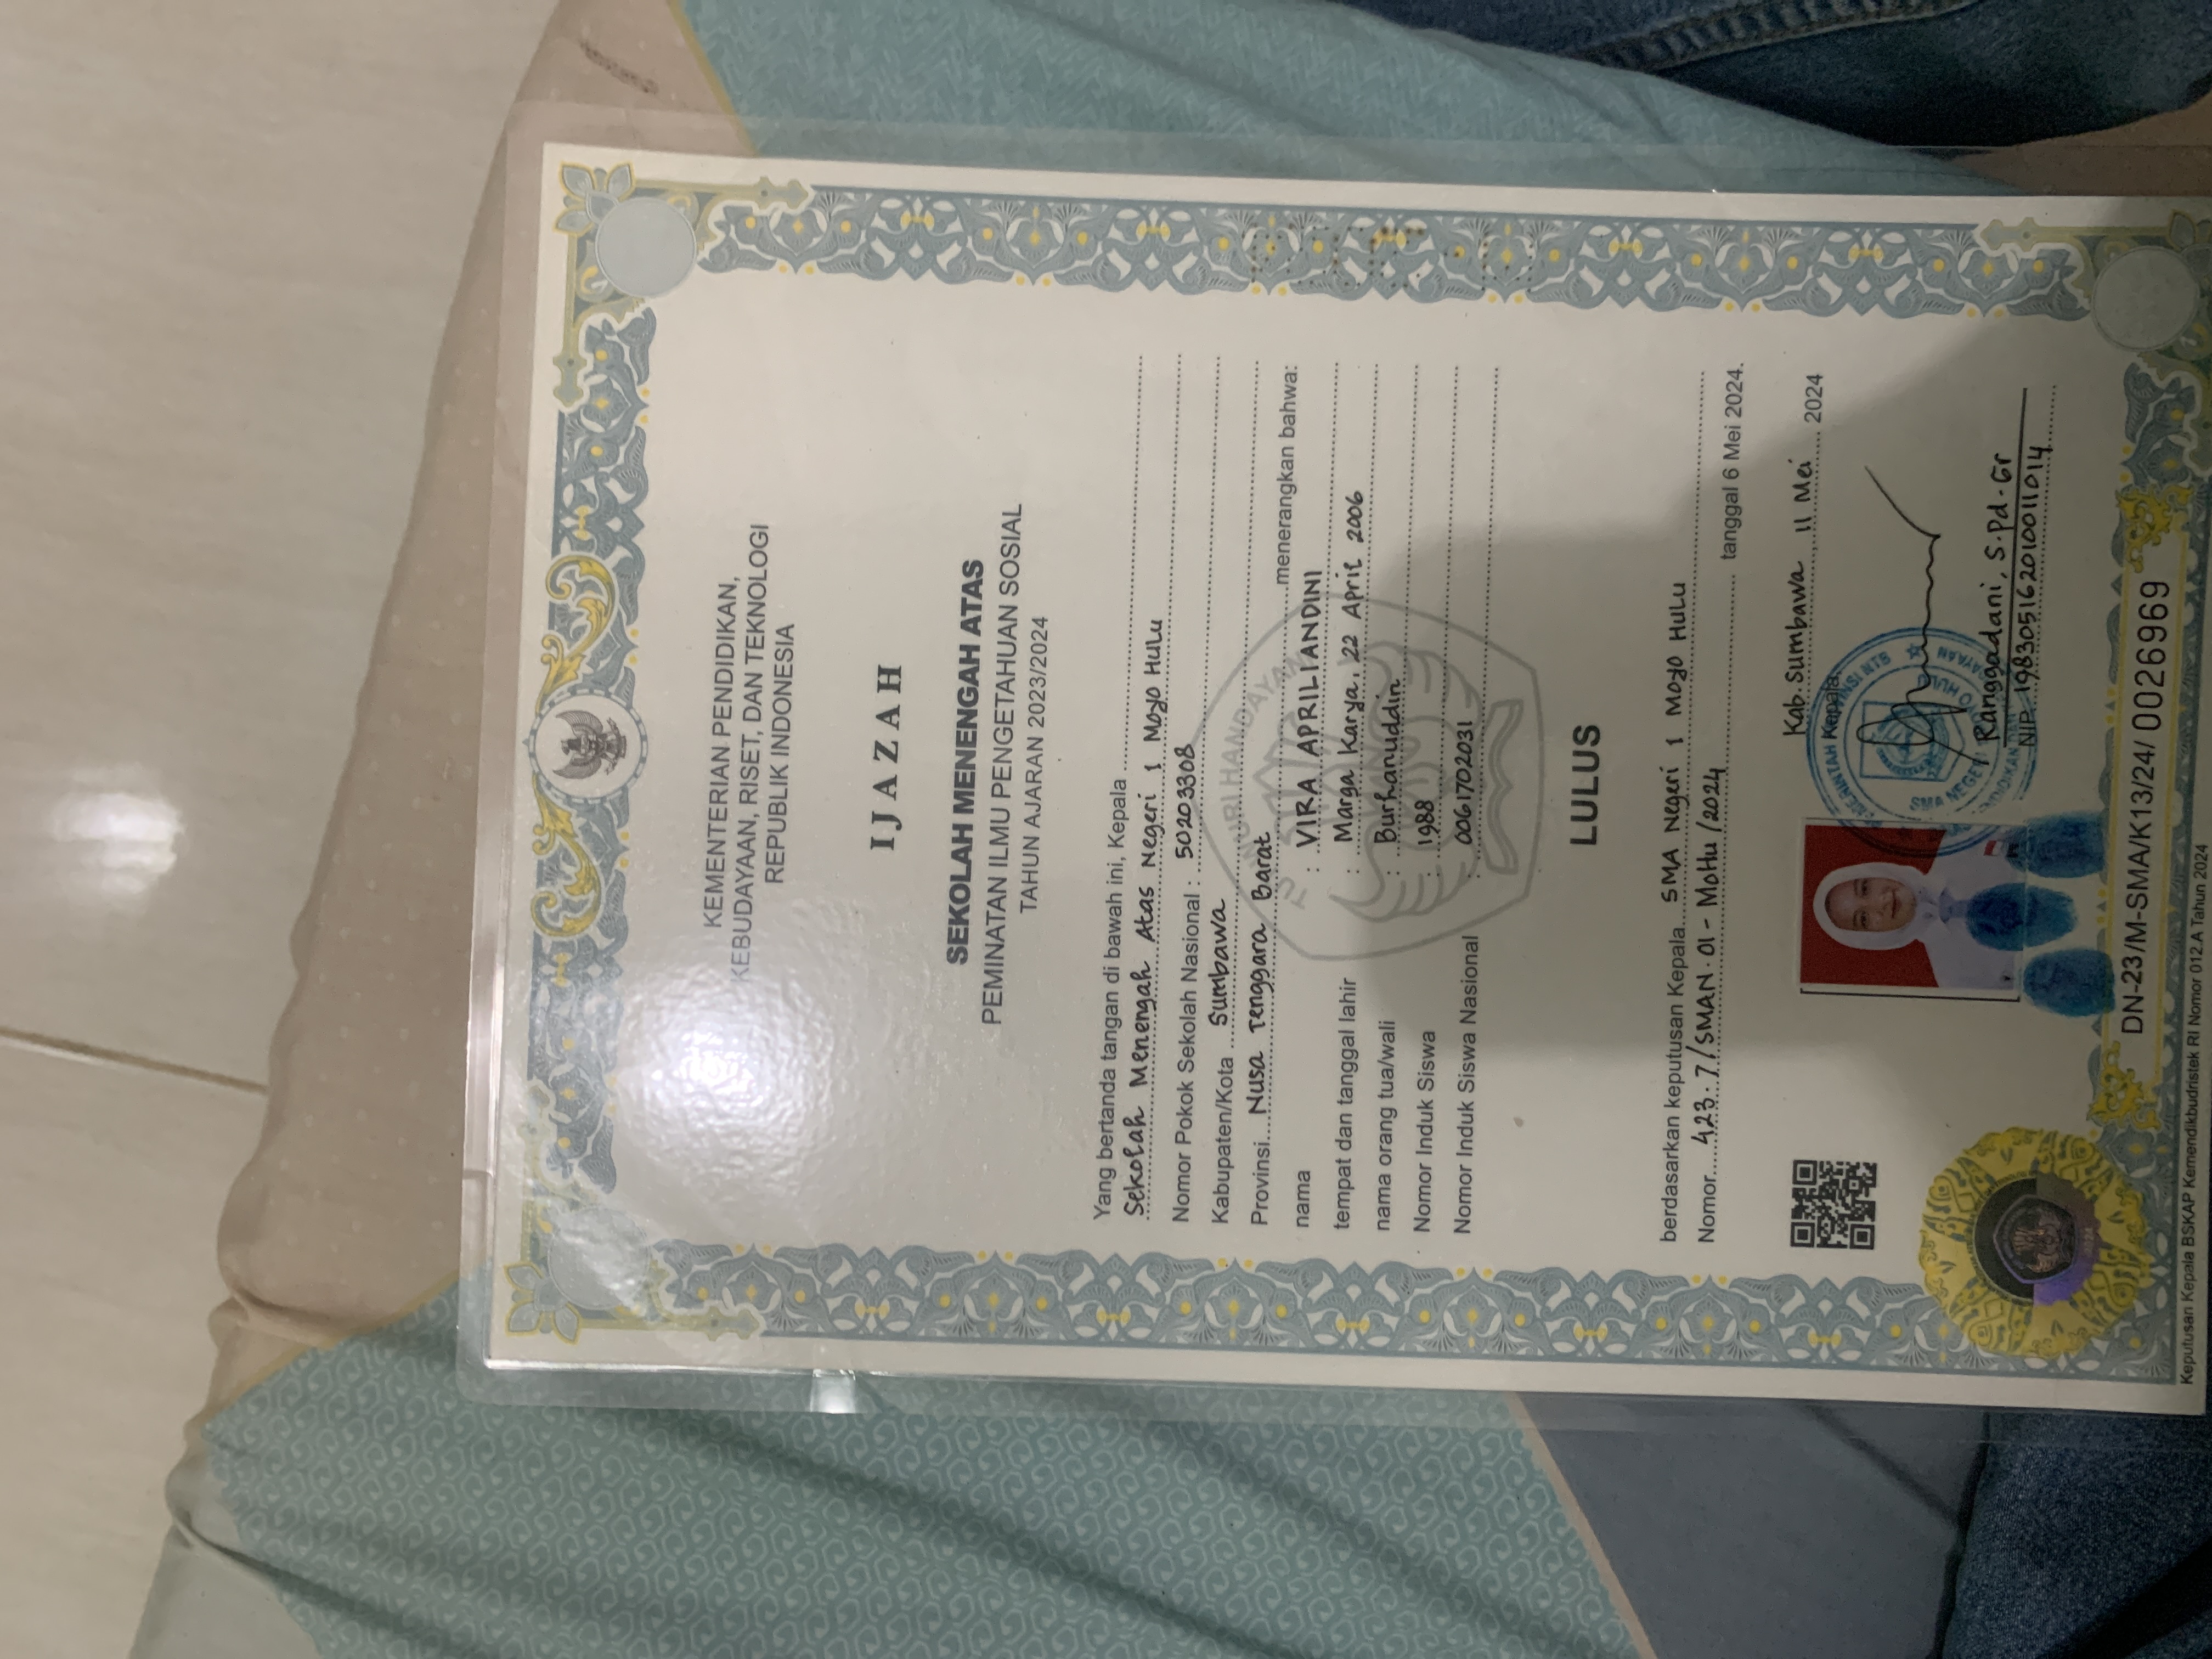 KEMENTERIAN PENDIDIKAN,
KEBUDAYAAN, RISET, DAN TEKNOLOGI
REPUBLIK INDONESIA
IJAZAH
SEKOLAH MENENGAH ATAS
PEMINATAN ILMU PENGETAHUAN SOSIAL
TAHUN AJARAN 2023/2024
Yang bertanda tangan di bawah ini, Kepala
Sekolah Menengah Atas Negeri 1 Moyo Hulu
Nomor Pokok Sekolah Nasional : 50203308
Kabupaten/Kota Sumbawa
Provinsi Nusa Tenggara Barat menerangkan bahwa:
nama : VIRA APRILIANDINI
tempat dan tanggal lahir : Marga Karya, 22 April 2006
nama orang tua/wali : Burhanuddin
Nomor Induk Siswa : 1988
Nomor Induk Siswa Nasional : 0061702031
LULUS
berdasarkan keputusan Kepala SMA Negeri 1 Moyo Hulu
Nomor 423.7/SMAN.01-MoHu/2024 tanggal 6 Mei 2024.
Kab. Sumbawa, 11 Mei 2024
Kepala,
Rangadani, S.Pd.Gr
NIP. 198305162010011014
DN-23/M-SMA/K13/24/0026969
Keputusan Kepala BSKAP Kemendikbudristek RI Nomor 012.A Tahun 2024